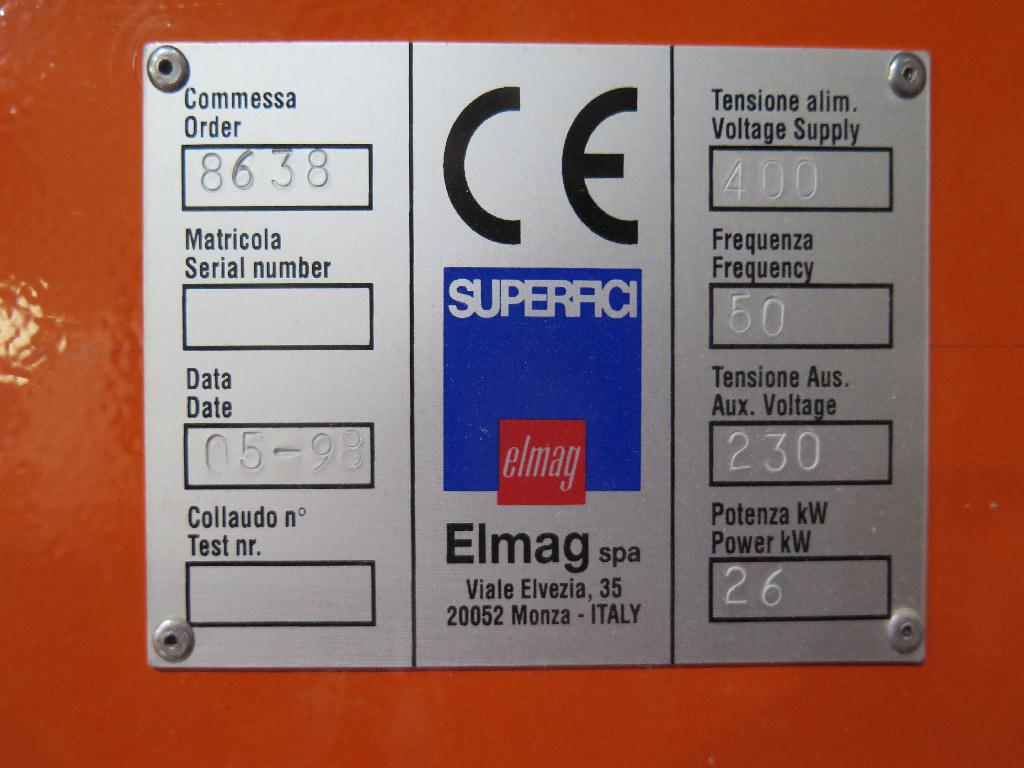 Commessa
Order
8638
Matricola
Serial number
Data
Date
05-98
Collaudo n°
Test nr.
CE
SUPERFICI
elmag
Elmag spa
Viale Elvezia, 35
20052 Monza - ITALY
Tensione alim.
Voltage Supply
400
Frequenza
Frequency
50
Tensione Aus.
Aux. Voltage
230
Potenza kW
Power kW
26